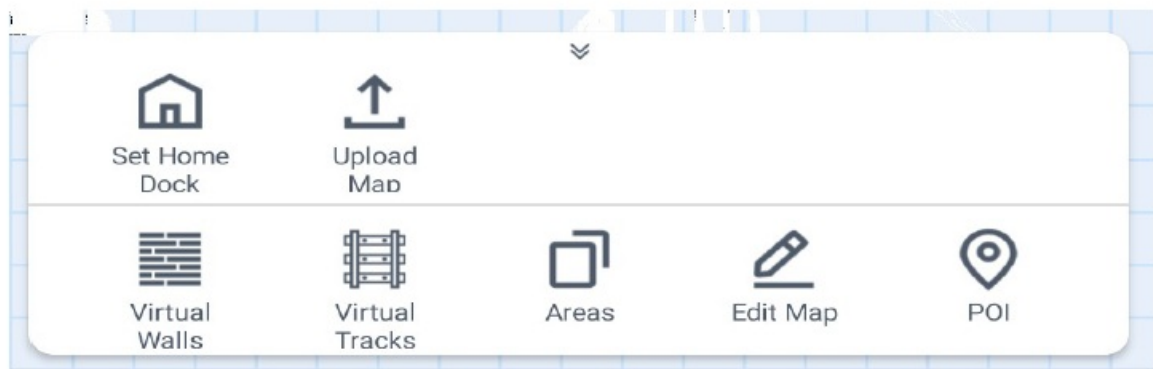 Set Home
Dock
Upload
Map
Virtual
Walls
Virtual
Tracks
Areas
Edit Map
POI